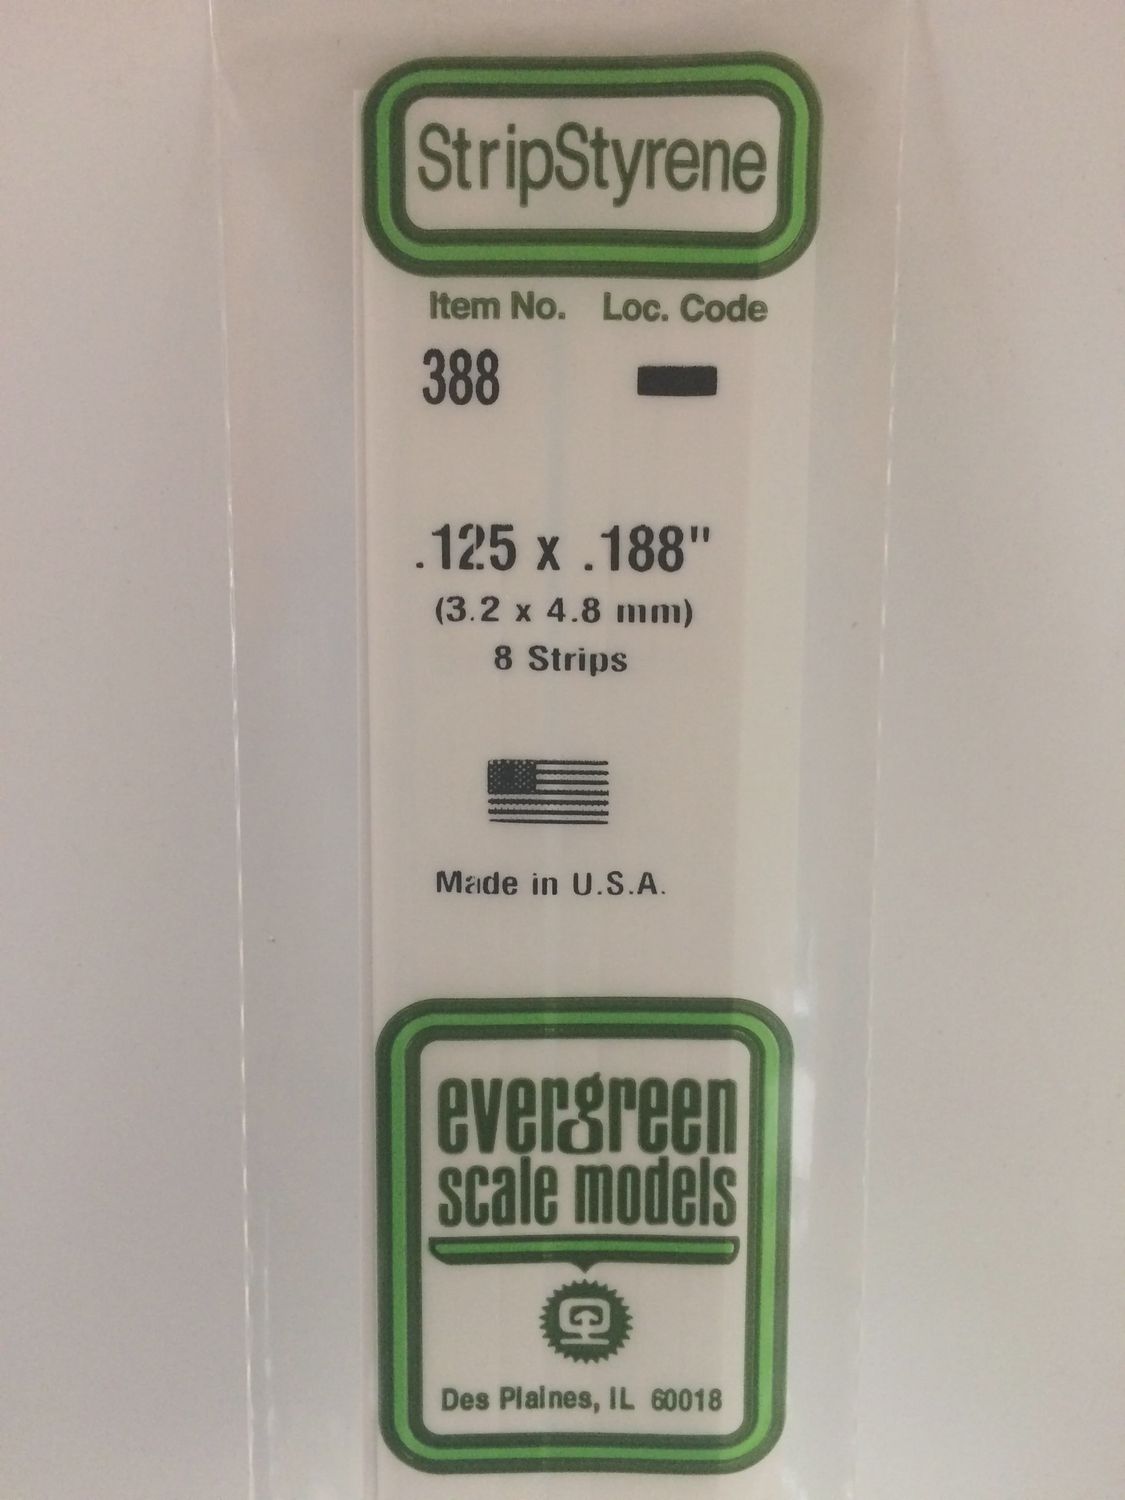 StripStyrene
Item No. Loc. Code
388
.125 x .188"
(3.2 x 4.8 mm)
8 Strips
Made in U.S.A.
evergreen
scale models
Des Plaines, IL 60018